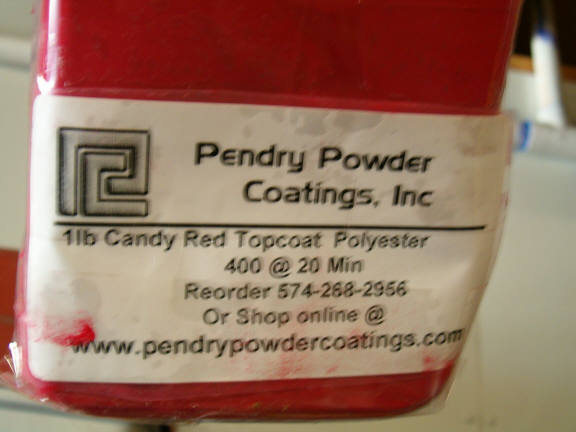 Pendry Powder
Coatings, Inc
1lb Candy Red Topcoat Polyester
400 @ 20 Min
Reorder 574-268-2956
Or Shop online @
www.pendrypowdercoatings.com